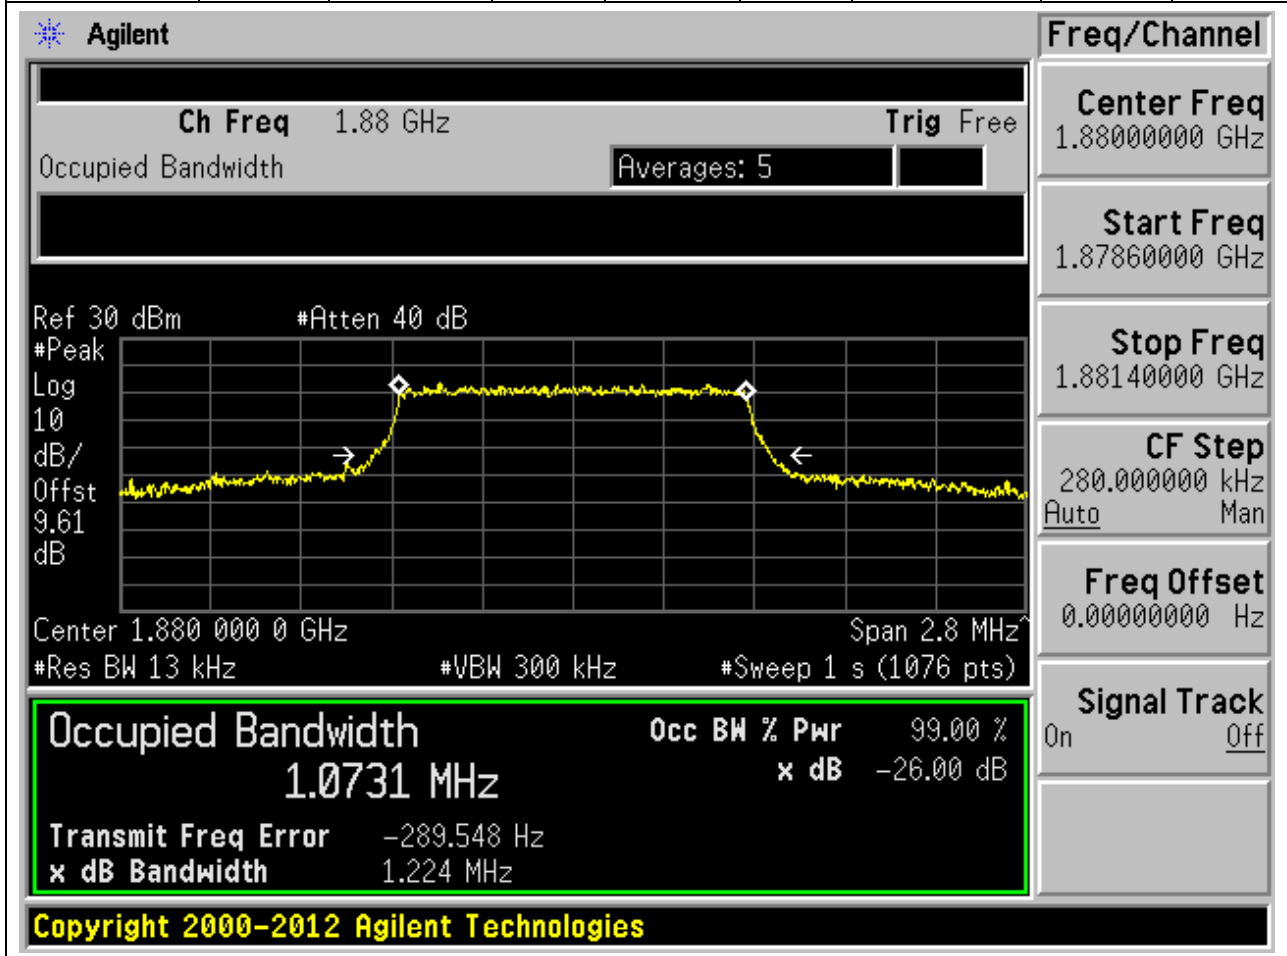 Agilent
Freq/Channel
Ch Freq 1.88 GHz Trig Free
Occupied Bandwidth Averages: 5
Center Freq
1.88000000 GHz
Start Freq
1.87860000 GHz
Stop Freq
1.88140000 GHz
CF Step
280.000000 kHz
Auto Man
Freq Offset
0.00000000 Hz
Signal Track
On Off
Ref 30 dBm #Atten 40 dB
#Peak
Log
10
dB/
Offst
9.61
dB
Center 1.880 000 0 GHz Span 2.8 MHz^
#Res BW 13 kHz #VBW 300 kHz #Sweep 1 s (1076 pts)
Occupied Bandwidth Occ BW % Pwr 99.00 %
1.0731 MHz x dB -26.00 dB
Transmit Freq Error -289.548 Hz
x dB Bandwidth 1.224 MHz
Copyright 2000-2012 Agilent Technologies